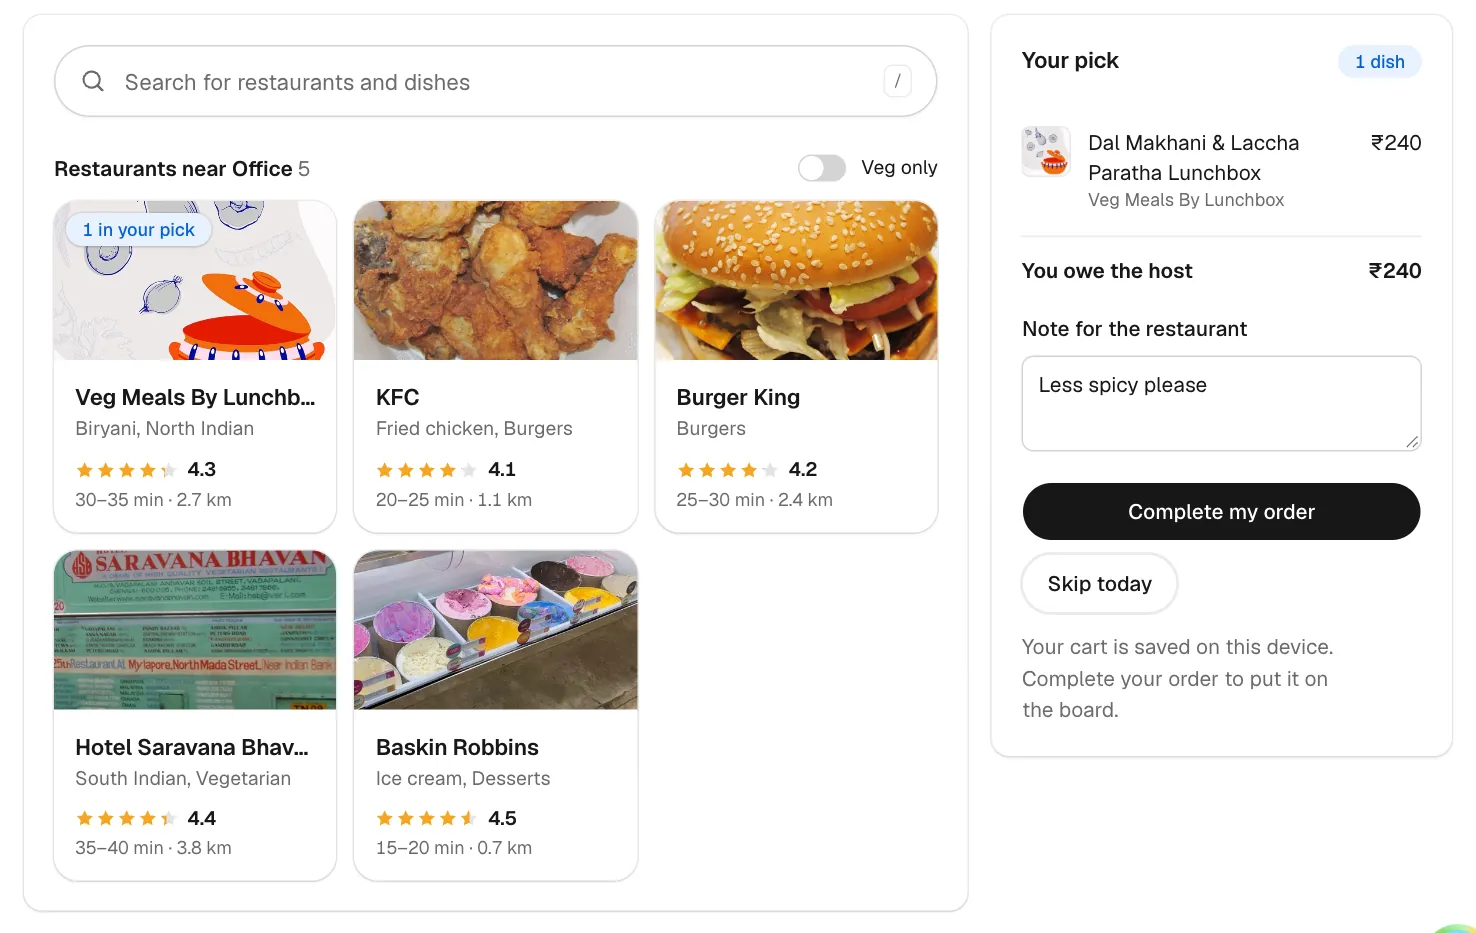 Search for restaurants and dishes
/
Restaurants near Office 5
Veg only
1 in your pick
Veg Meals By Lunchb...
Biryani, North Indian
4.3
30–35 min · 2.7 km
KFC
Fried chicken, Burgers
4.1
20–25 min · 1.1 km
Burger King
Burgers
4.2
25–30 min · 2.4 km
SARAVANA BHAVAN
Hotel Saravana Bhav...
South Indian, Vegetarian
4.4
35–40 min · 3.8 km
Baskin Robbins
Ice cream, Desserts
4.5
15–20 min · 0.7 km
Your pick
1 dish
Dal Makhani & Laccha
Paratha Lunchbox
₹240
Veg Meals By Lunchbox
You owe the host
₹240
Note for the restaurant
Less spicy please
Complete my order
Skip today
Your cart is saved on this device.
Complete your order to put it on
the board.